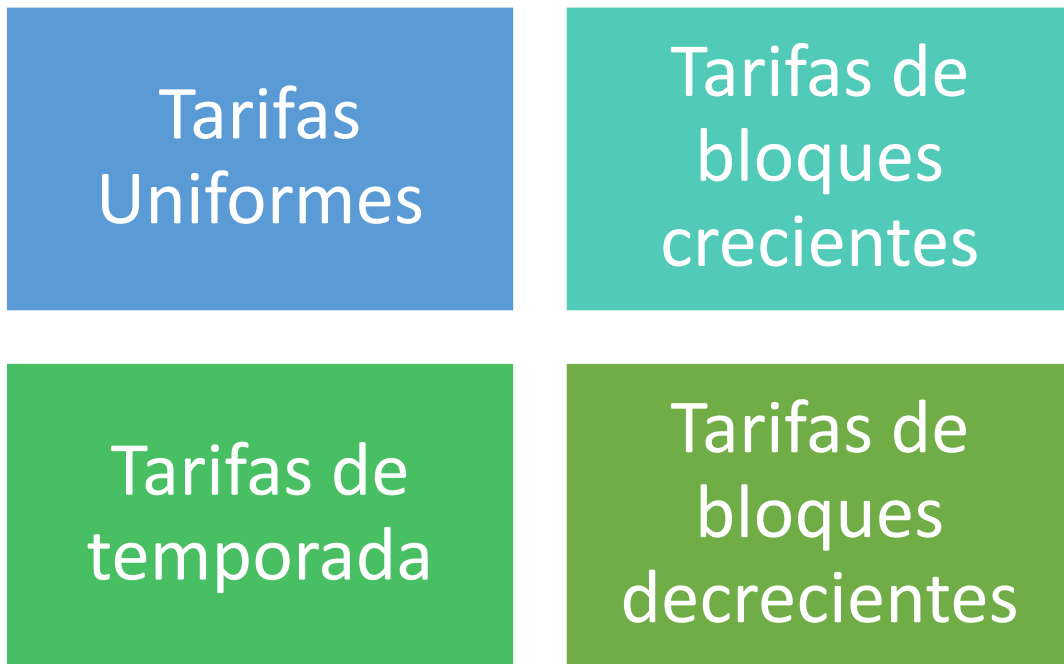 Tarifas
Uniformes
Tarifas de
bloques
crecientes
Tarifas de
temporada
Tarifas de
bloques
decrecientes